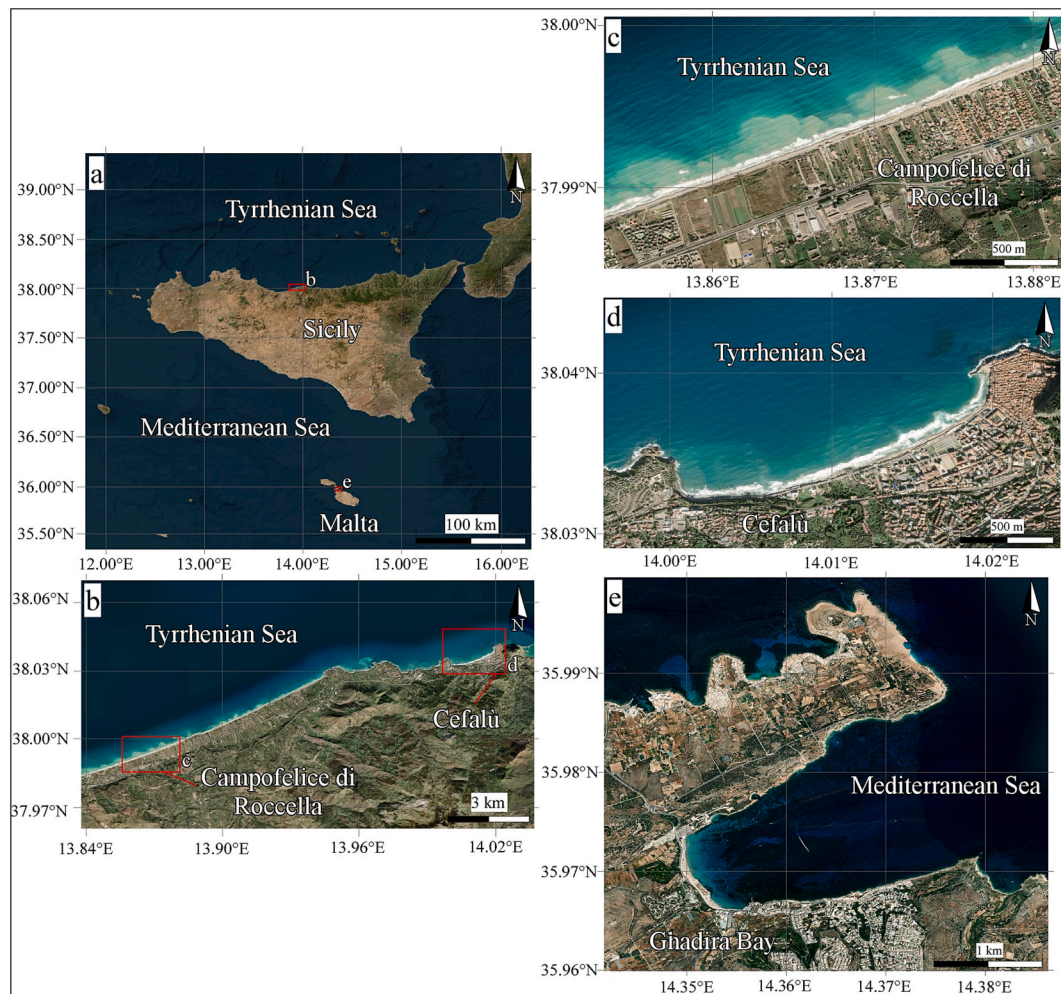 a
N
39.00°N
Tyrrhenian Sea
38.50°N
38.00°N
b
Sicily
37.50°N
37.00°N
Mediterranean Sea
36.50°N
36.00°N
e
Malta
100 km
35.50°N
12.00°E
13.00°E
14.00°E
15.00°E
16.00°E
b
N
38.06°N
Tyrrhenian Sea
38.03°N
d
Cefalù
38.00°N
c
Campofelice di
Roccella
3 km
37.97°N
13.84°E
13.90°E
13.96°E
14.02°E
c
N
38.00°N
Tyrrhenian Sea
37.99°N
Campofelice di
Roccella
500 m
13.86°E
13.87°E
13.88°E
d
N
Tyrrhenian Sea
38.04°N
Cefalù
500 m
38.03°N
14.00°E
14.01°E
14.02°E
e
N
35.99°N
35.98°N
Mediterranean Sea
35.97°N
Ghadira Bay
1 km
35.96°N
14.35°E
14.36°E
14.37°E
14.38°E